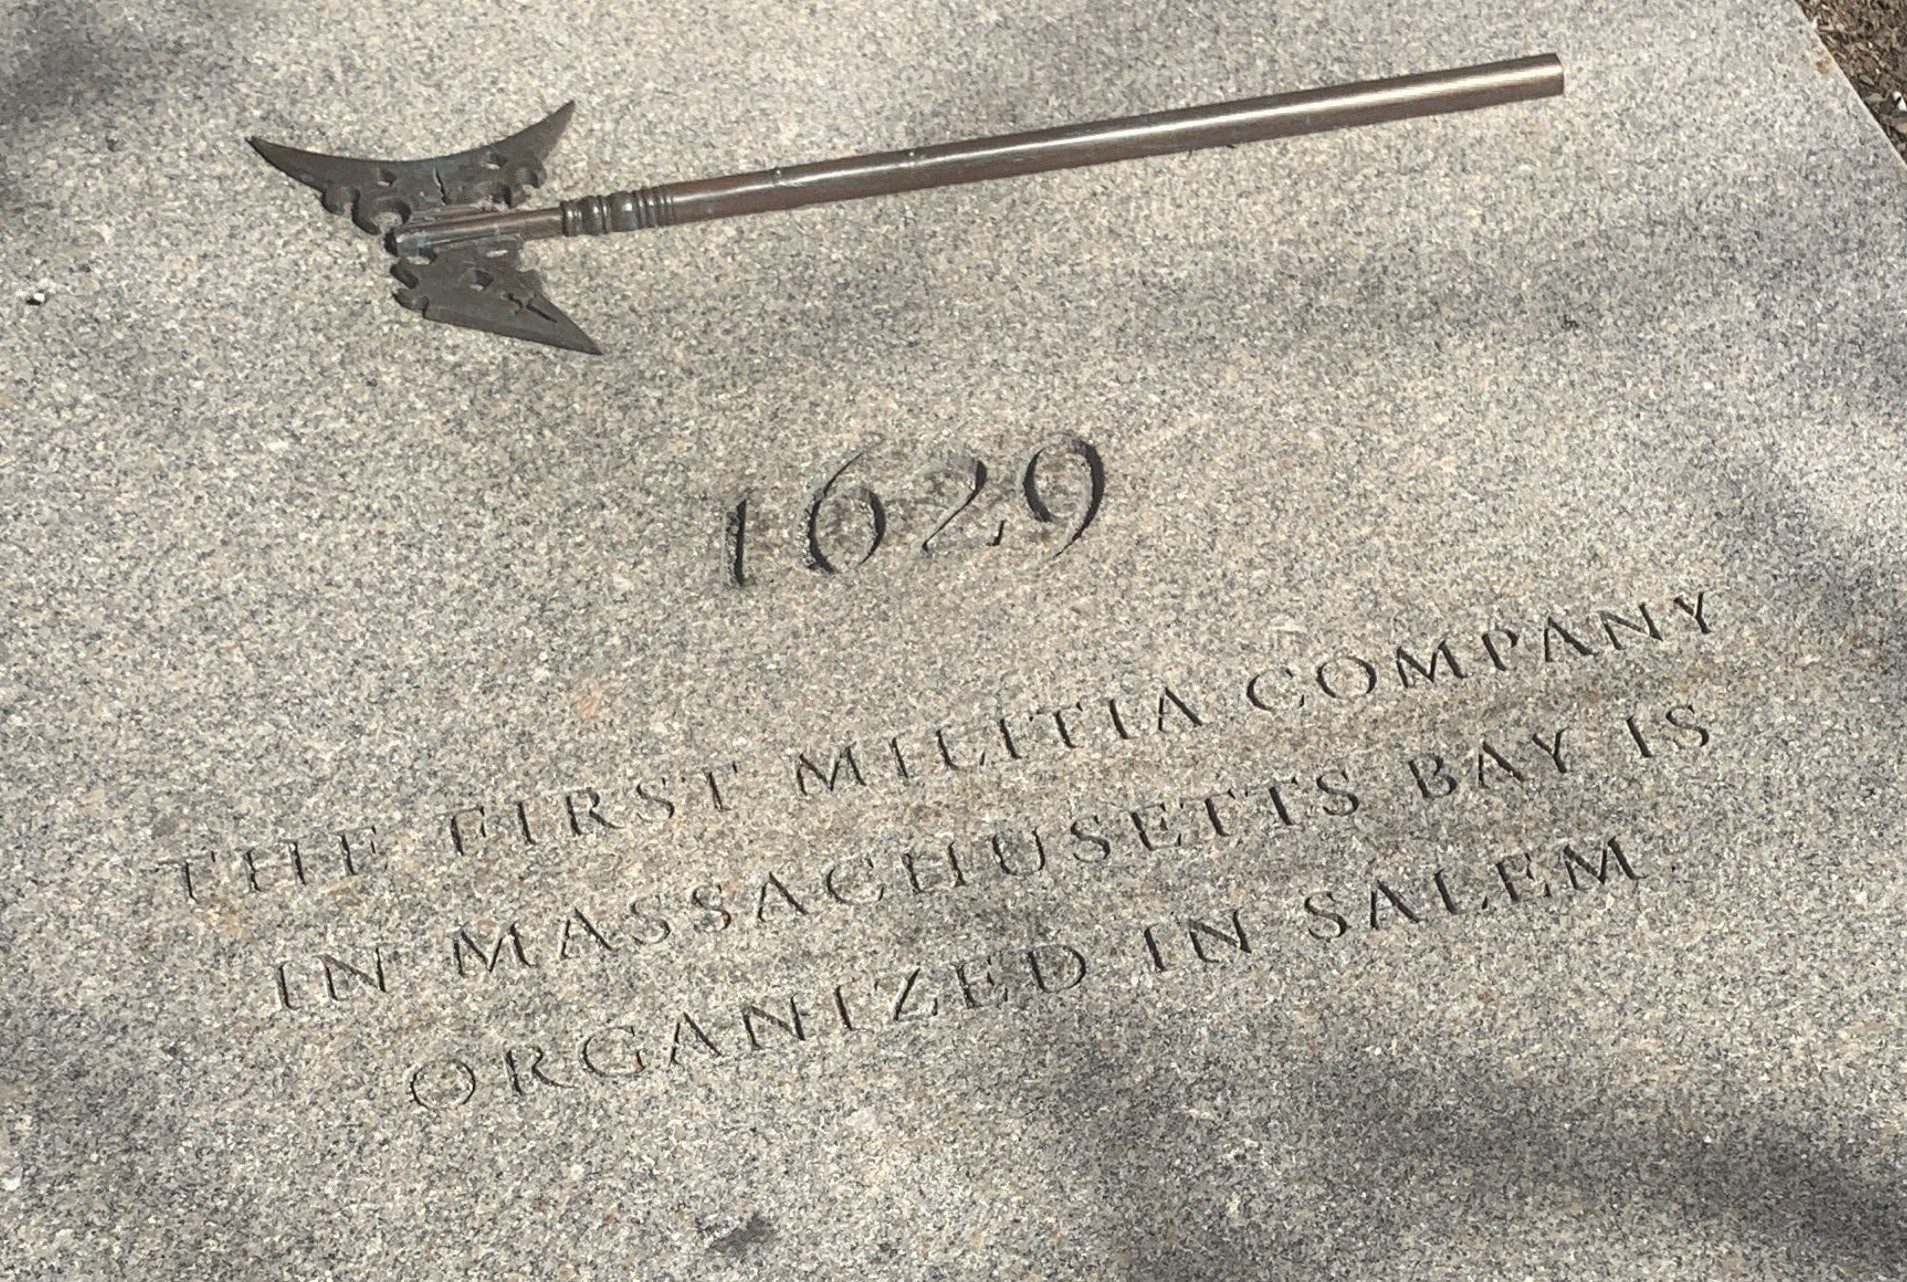 1629
THE FIRST MILITIA COMPANY
IN MASSACHUSETTS BAY IS
ORGANIZED IN SALEM.